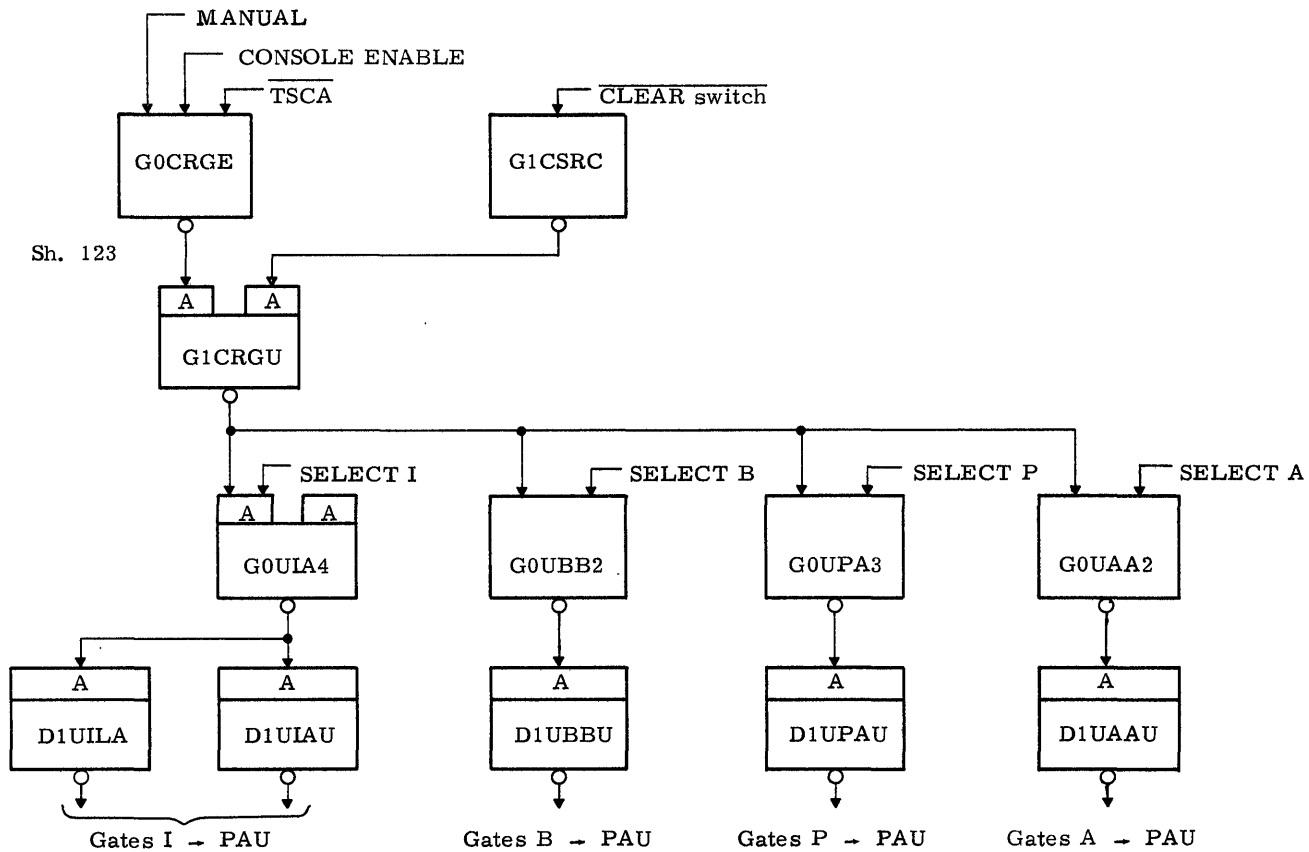 MANUAL
CONSOLE ENABLE
TSCA
CLEAR switch
G0CRGE
G1CSRC
Sh. 123
A A
G1CRGU
SELECT I
SELECT B
SELECT P
SELECT A
A A
G0UIA4
G0UBB2
G0UPA3
G0UAA2
A A A A A
D1UILA
D1UIAU
D1UBBU
D1UPAU
D1UAAU
Gates I → PAU
Gates B → PAU
Gates P → PAU
Gates A → PAU